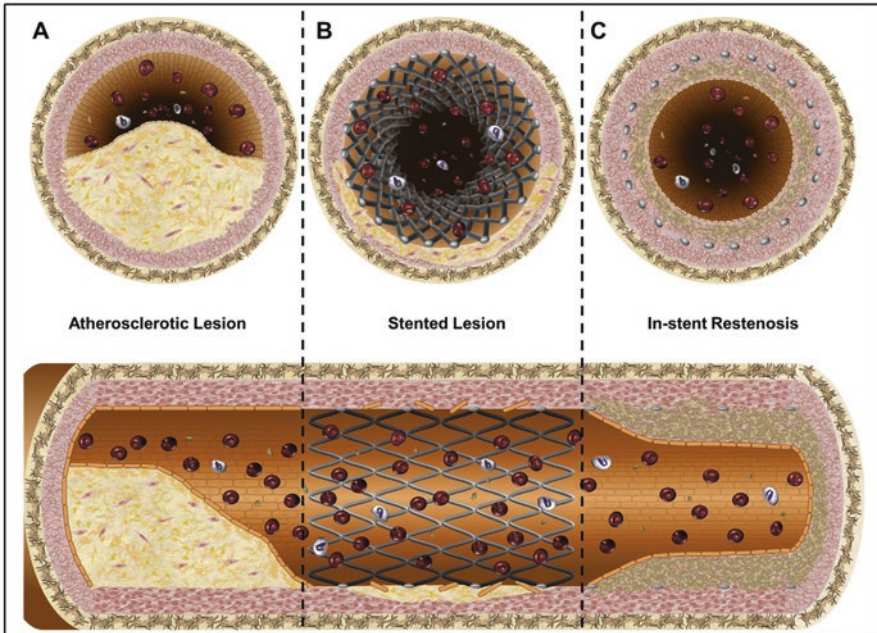 A
B
C
Atherosclerotic Lesion
Stented Lesion
In-stent Restenosis